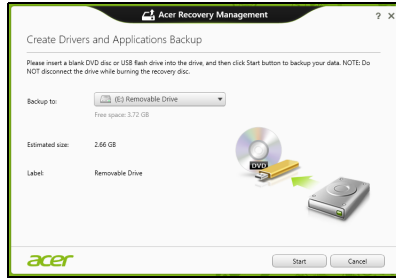 Acer Recovery Management
Create Drivers and Applications Backup
Please insert a blank DVD disc or USB flash drive into the drive, and then click Start button to backup your data. NOTE: Do
NOT disconnect the drive while burning the recovery disc.
Backup to:
(E:) Removable Drive
Free space: 3.72 GB
Estimated size:
2.66 GB
Label:
Removable Drive
DVD
acer
Start
Cancel